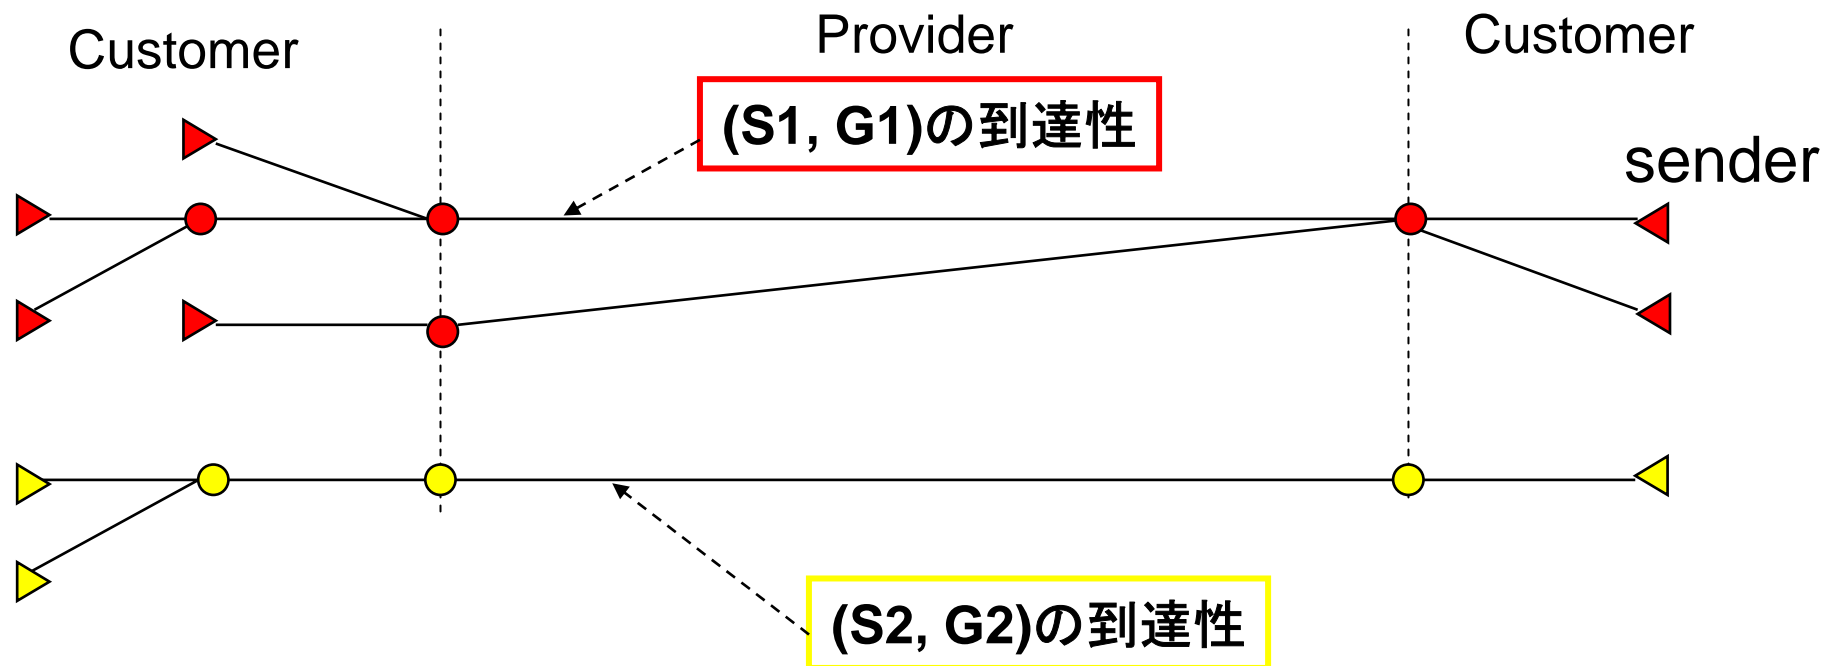 Customer
Provider
Customer
(S1, G1)の到達性
sender
(S2, G2)の到達性